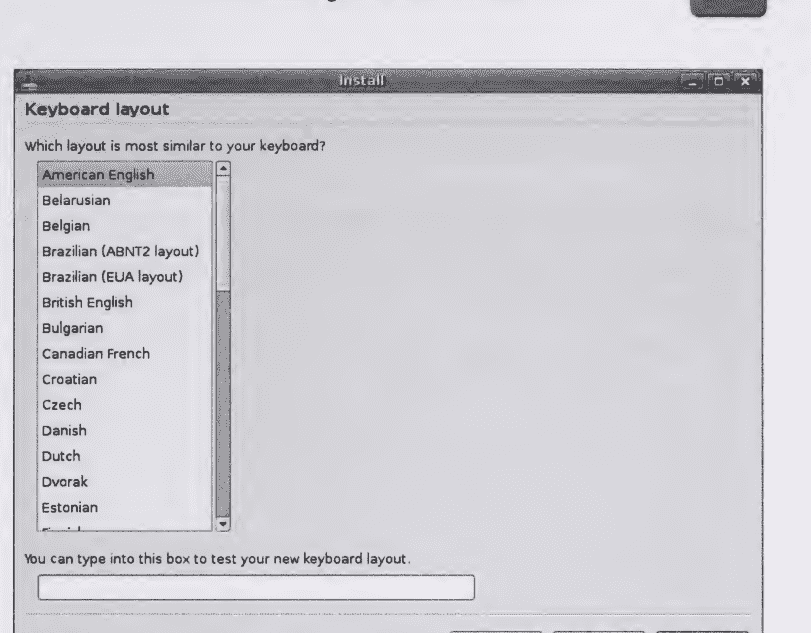 Install
Keyboard layout
Which layout is most similar to your keyboard?
American English
Belarusian
Belgian
Brazilian (ABNT2 layout)
Brazilian (EUA layout)
British English
Bulgarian
Canadian French
Croatian
Czech
Danish
Dutch
Dvorak
Estonian
You can type into this box to test your new keyboard layout.